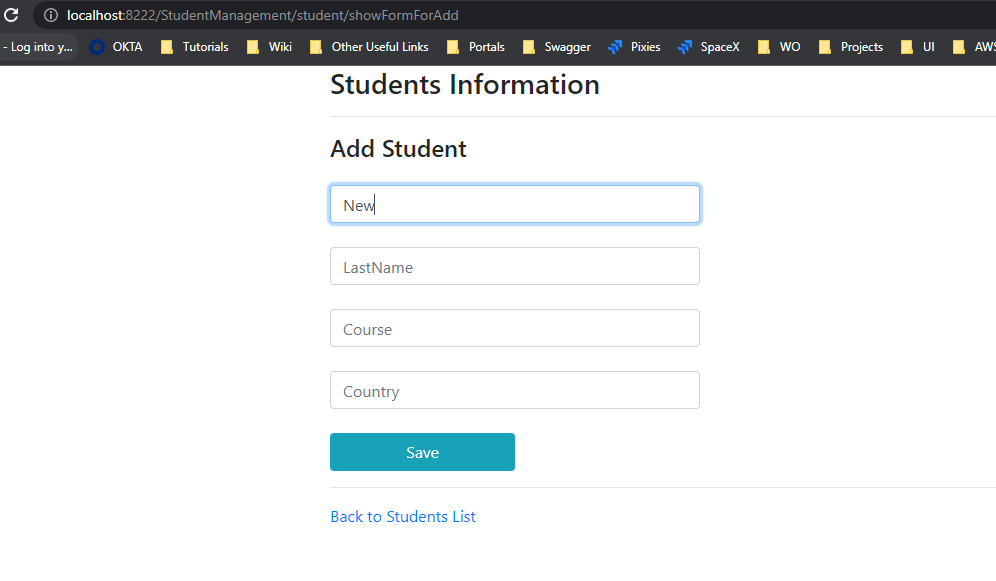 localhost:8222/StudentManagement/student/showFormForAdd
- Log into y... OKTA Tutorials Wiki Other Useful Links Portals Swagger Pixies SpaceX WO Projects UI AWS
Students Information
Add Student
New
LastName
Course
Country
Save
Back to Students List